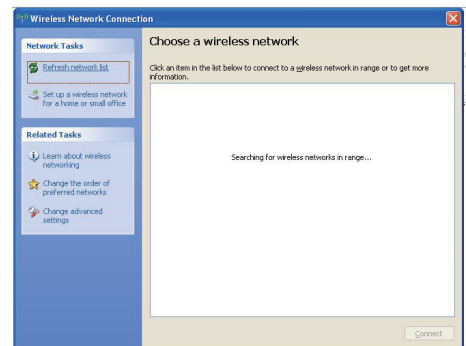 Wireless Network Connection
Network Tasks
Refresh network list
Set up a wireless network
for a home or small office
Related Tasks
Learn about wireless
networking
Change the order of
preferred networks
Change advanced
settings
Choose a wireless network
Click an item in the list below to connect to a wireless network in range or to get more
information.
Searching for wireless networks in range...
Connect